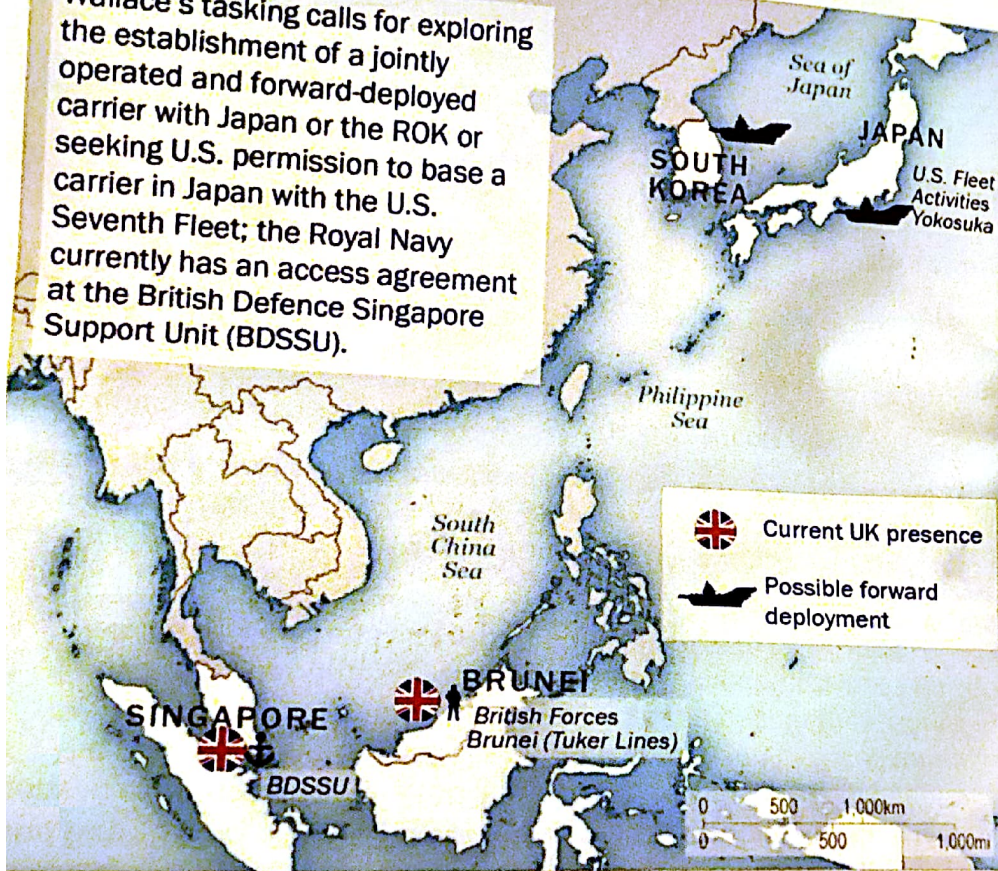 Wallace's tasking calls for exploring
the establishment of a jointly
operated and forward-deployed
carrier with Japan or the ROK or
seeking U.S. permission to base a
carrier in Japan with the U.S.
Seventh Fleet; the Royal Navy
currently has an access agreement
at the British Defence Singapore
Support Unit (BDSSU).
Sea of
Japan
JAPAN
SOUTH
KOREA
U.S. Fleet
Activities
Yokosuka
Philippine
Sea
South
China
Sea
Current UK presence
Possible forward
deployment
BRUNEI
British Forces
Brunei (Tuker Lines)
SINGAPORE
BDSSU
0 500 1,000km
0 500 1,000mi